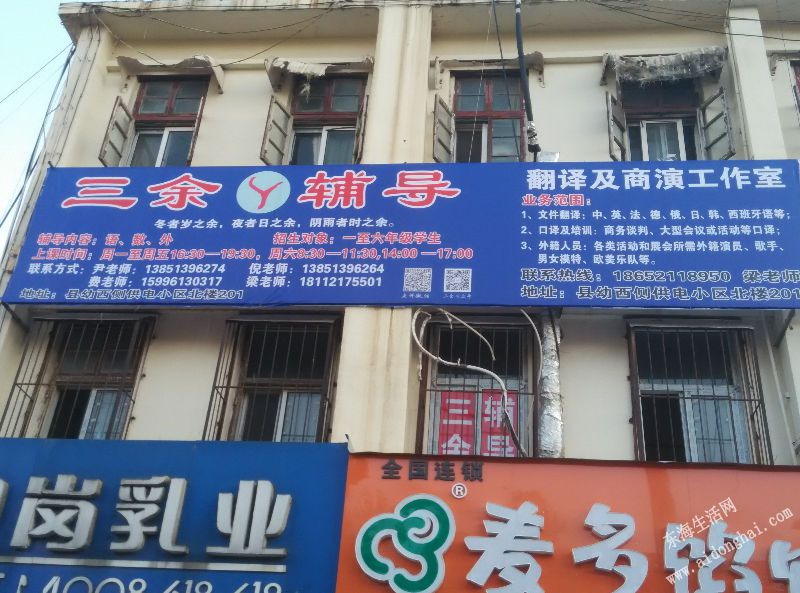 三余辅导
冬者岁之余，夜者日之余，阴雨者时之余。
辅导内容：语、数、外 招生对象：一至六年级学生
上课时间：周一至周五16:30—19:30，周六8:30—11:30,14:00—17:00
联系方式：尹老师：13851396274 倪老师：13851396264
费老师：15996130317 梁老师：18112175501
地址：县幼西侧供电小区北楼201
翻译及商演工作室
业务范围：
1、文件翻译：中、英、法、德、俄、日、韩、西班牙语等；
2、口译及培训：商务谈判、大型会议或活动等口译；
3、外籍人员：各类活动和展会所需外籍演员、歌手、
男女模特、欧美乐队等。
联系热线：18652118950 梁老师
地址：县幼西侧供电小区北楼201
三余
辅导
岗乳业
4008-618-618
全国连锁
®
麦多馅
东海生活网
www.aidonghai.com